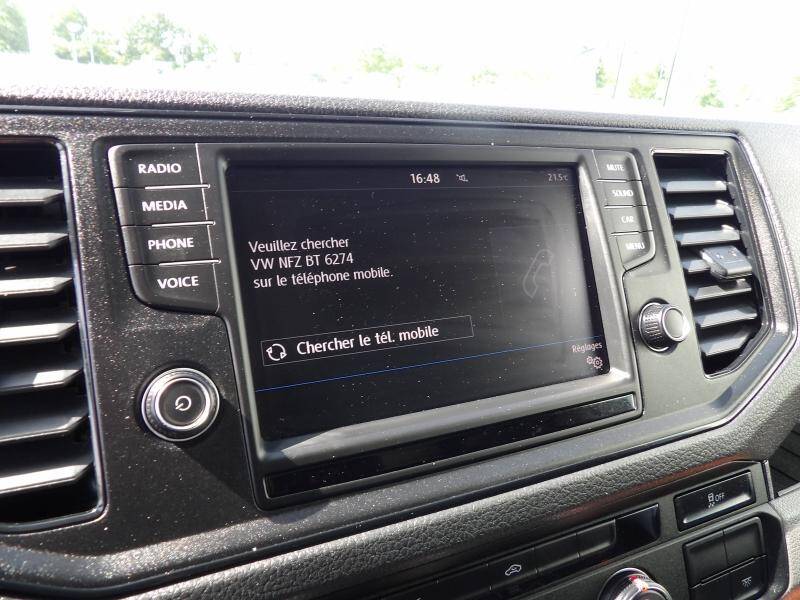 RADIO
MEDIA
PHONE
VOICE
16:48
21.5°C
Veuillez chercher
VW NFZ BT 6274
sur le téléphone mobile.
Chercher le tél. mobile
Réglages
MUTE
SOUND
CAR
MENU
OFF